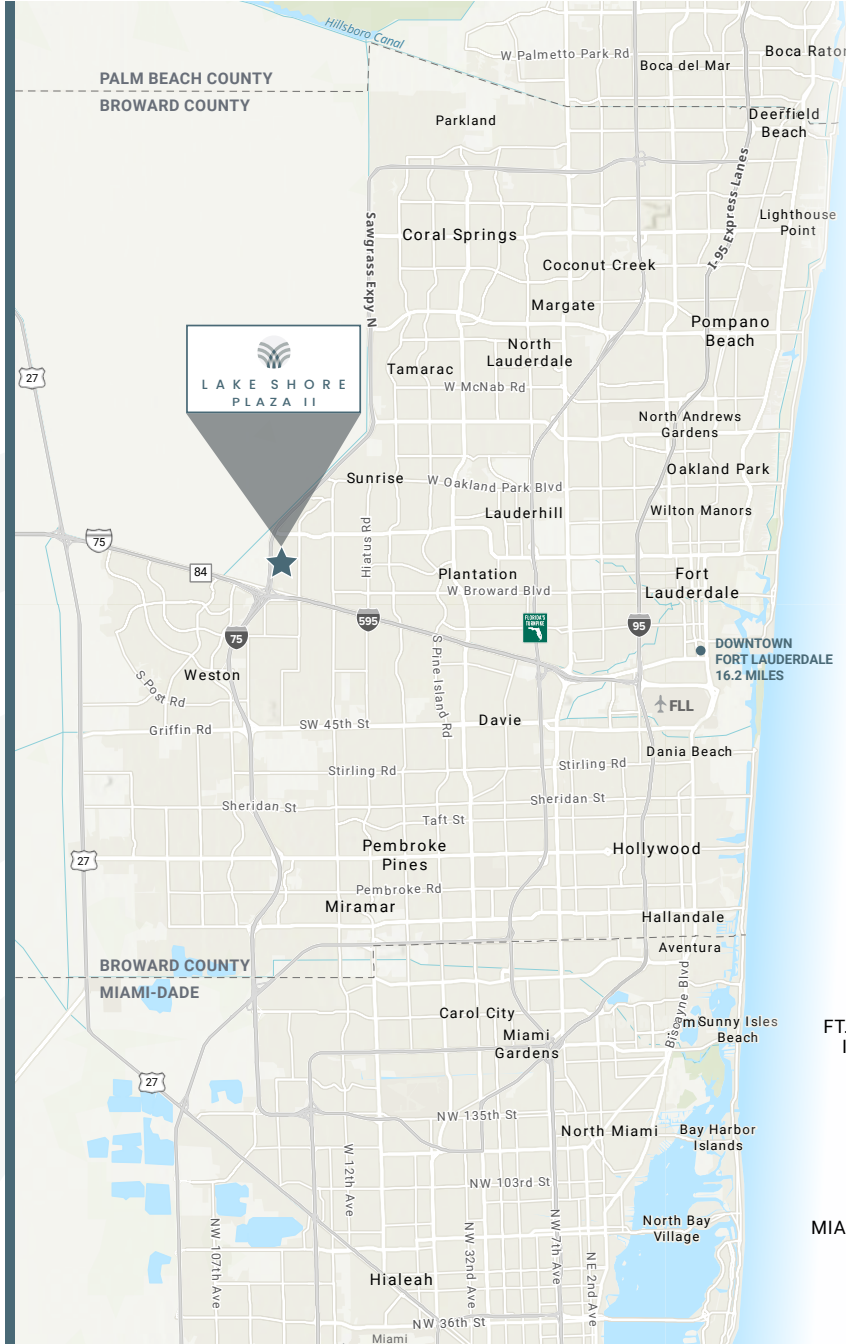 Hillsboro Canal
W Palmetto Park Rd
Boca del Mar
Boca Rato
PALM BEACH COUNTY
BROWARD COUNTY
Parkland
Deerfield
Beach
I-95 Express Lanes
Lighthouse
Point
Sawgrass Expy N
Coral Springs
Coconut Creek
Margate
Pompano
Beach
North
Lauderdale
LAKE SHORE
PLAZA II
27
Tamarac
W McNab Rd
North Andrews
Gardens
Oakland Park
Sunrise
W Oakland Park Blvd
Lauderhill
Wilton Manors
Hiatus Rd
75
84
Plantation
W Broward Blvd
Fort
Lauderdale
595
FLORIDA'S
TURNPIKE
95
75
DOWNTOWN
FORT LAUDERDALE
16.2 MILES
S Pine Island Rd
Weston
S Post Rd
FLL
Griffin Rd
SW 45th St
Davie
Dania Beach
Stirling Rd
Stirling Rd
Sheridan St
Sheridan St
Taft St
27
Pembroke
Pines
Hollywood
Pembroke Rd
Miramar
Hallandale
Aventura
BROWARD COUNTY
MIAMI-DADE
Biscayne Blvd
Carol City
m
Sunny Isles
Beach
Miami
Gardens
FT.
I
27
NW 135th St
North Miami
Bay Harbor
Islands
W 12th Ave
NW 103rd St
NW 107th Ave
NW 32nd Ave
NW 7th Ave
NE 2nd Ave
North Bay
Village
MIA
Hialeah
NW 36th St
Miami